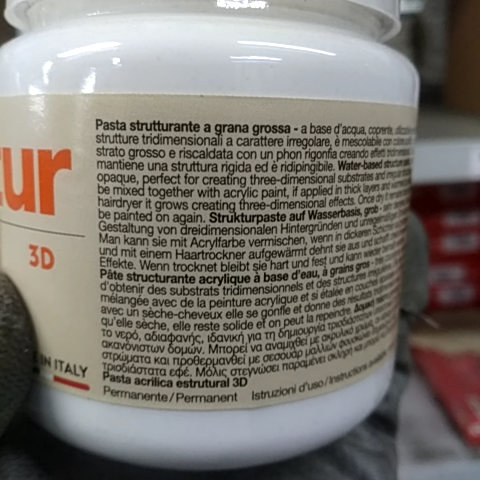 Pasta strutturante a grana grossa - a base d'acqua, coprente,
strutture tridimensionali a carattere irregolare, è mescolabile con
strato grosso e riscaldata con un phon rigonfia creando effetti
mantiene una struttura rigida ed è ridipingibile. Water-based
opaque, perfect for creating three-dimensional substrates and
be mixed together with acrylic paint, if applied in thick layers and
hairdryer it grows creating three-dimensional effects. Once dry it
be painted on again. Strukturpaste auf Wasserbasis, grob -
Gestaltung von dreidimensionalen Hintergründen und
Man kann sie mit Acrylfarbe vermischen, wenn in dickeren
und mit einem Haartrockner aufgewärmt dehnt sie aus und
Effekte. Wenn trocknet bleibt sie hart und fest und kann wieder
Pâte structurante acrylique à base d'eau, à grains gros -
d'obtenir des substrats tridimensionnels et des structures
mélangée avec de la peinture acrylique et si étalée en couches
avec un sèche-cheveux elle se gonfle et donne des résultats
qu'elle sèche, elle reste solide et on peut la repeindre.
το νερό, αδιαφανής, ιδανική για τη δημιουργία
ακανόνιστων δομών. Μπορεί να αναμιχθεί με ακρυλικό
στρώματα και προθερμανθεί με σεσουάρ μαλλιών
τρισδιάστατα εφέ. Μόλις στεγνώσει παραμένει σκληρή και
Pasta acrilica estrutural 3D
Permanente/Permanent Istruzioni d'uso/Instructions
tur
3D
IN ITALY